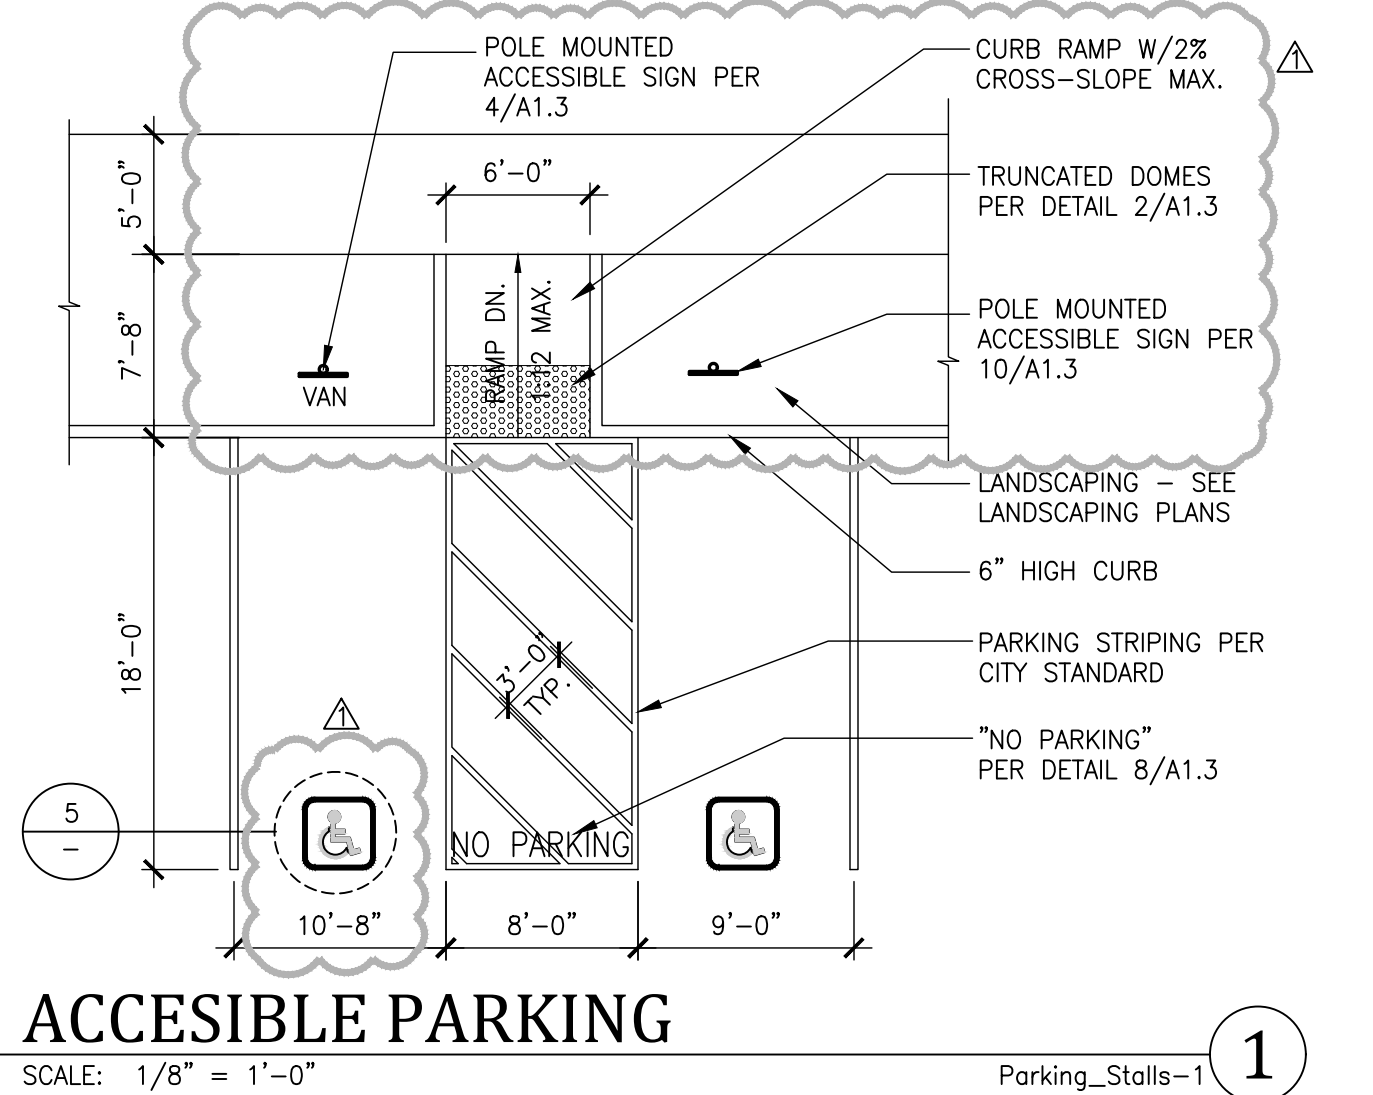 POLE MOUNTED
ACCESSIBLE SIGN PER
4/A1.3
CURB RAMP W/2%
CROSS-SLOPE MAX.
1
6'-0"
TRUNCATED DOMES
PER DETAIL 2/A1.3
5'-0"
RAMP DN.
1:12 MAX.
POLE MOUNTED
ACCESSIBLE SIGN PER
10/A1.3
7'-8"
VAN
LANDSCAPING - SEE
LANDSCAPING PLANS
6" HIGH CURB
18'-0"
3'-0"
TYP.
PARKING STRIPING PER
CITY STANDARD
1
"NO PARKING"
PER DETAIL 8/A1.3
5
-
NO PARKING
10'-8"
8'-0"
9'-0"
ACCESIBLE PARKING
SCALE: 1/8" = 1'-0"
Parking_Stalls-1
1